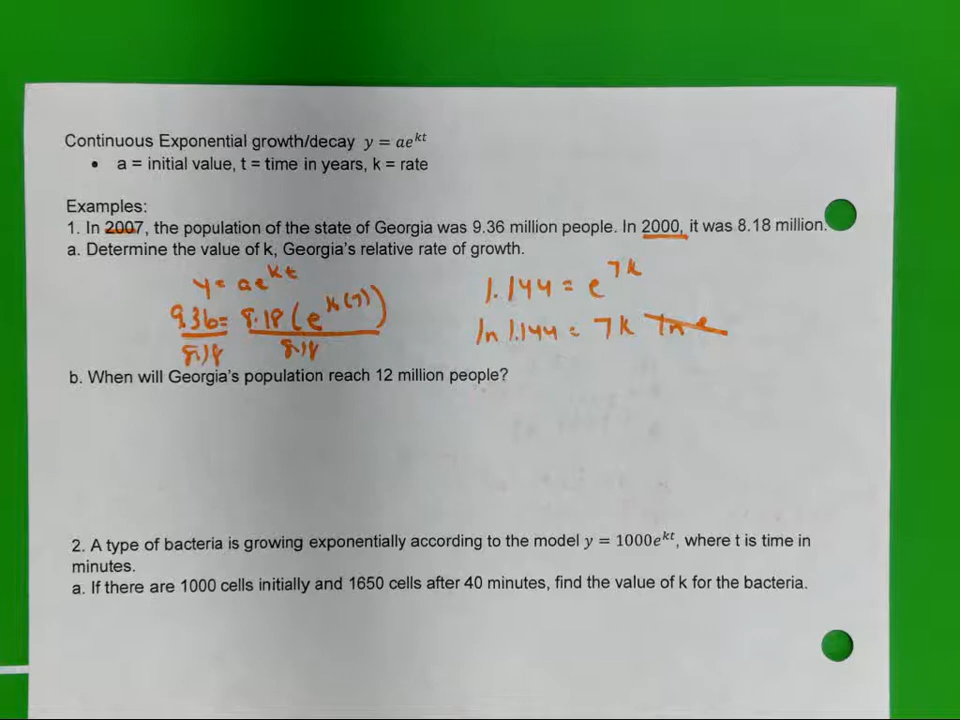 Continuous Exponential growth/decay y = ae^kt
• a = initial value, t = time in years, k = rate
Examples:
1. In 2007, the population of the state of Georgia was 9.36 million people. In 2000, it was 8.18 million.
a. Determine the value of k, Georgia's relative rate of growth.
y = ae^kt
9.36 = 8.18 (e^k(7))
8.18 8.18
1.144 = e^7k
ln 1.144 = 7k ln e
b. When will Georgia's population reach 12 million people?
2. A type of bacteria is growing exponentially according to the model y = 1000e^kt, where t is time in
minutes.
a. If there are 1000 cells initially and 1650 cells after 40 minutes, find the value of k for the bacteria.